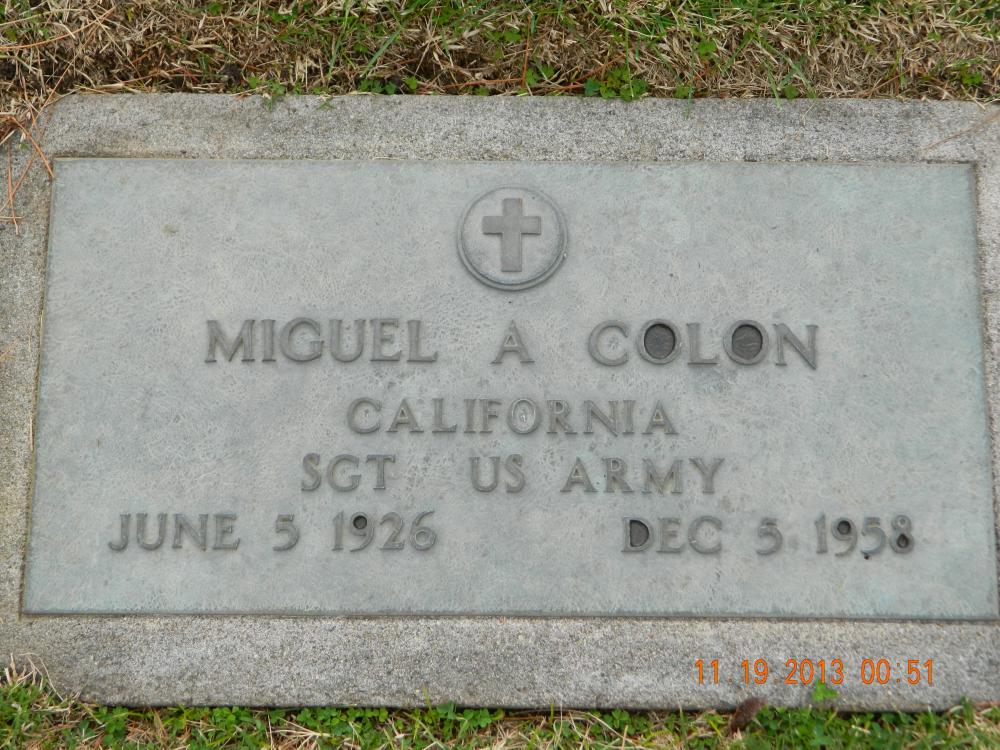 MIGUEL A COLON
CALIFORNIA
SGT US ARMY
JUNE 5 1926 DEC 5 1958
11.19.2013 00:51